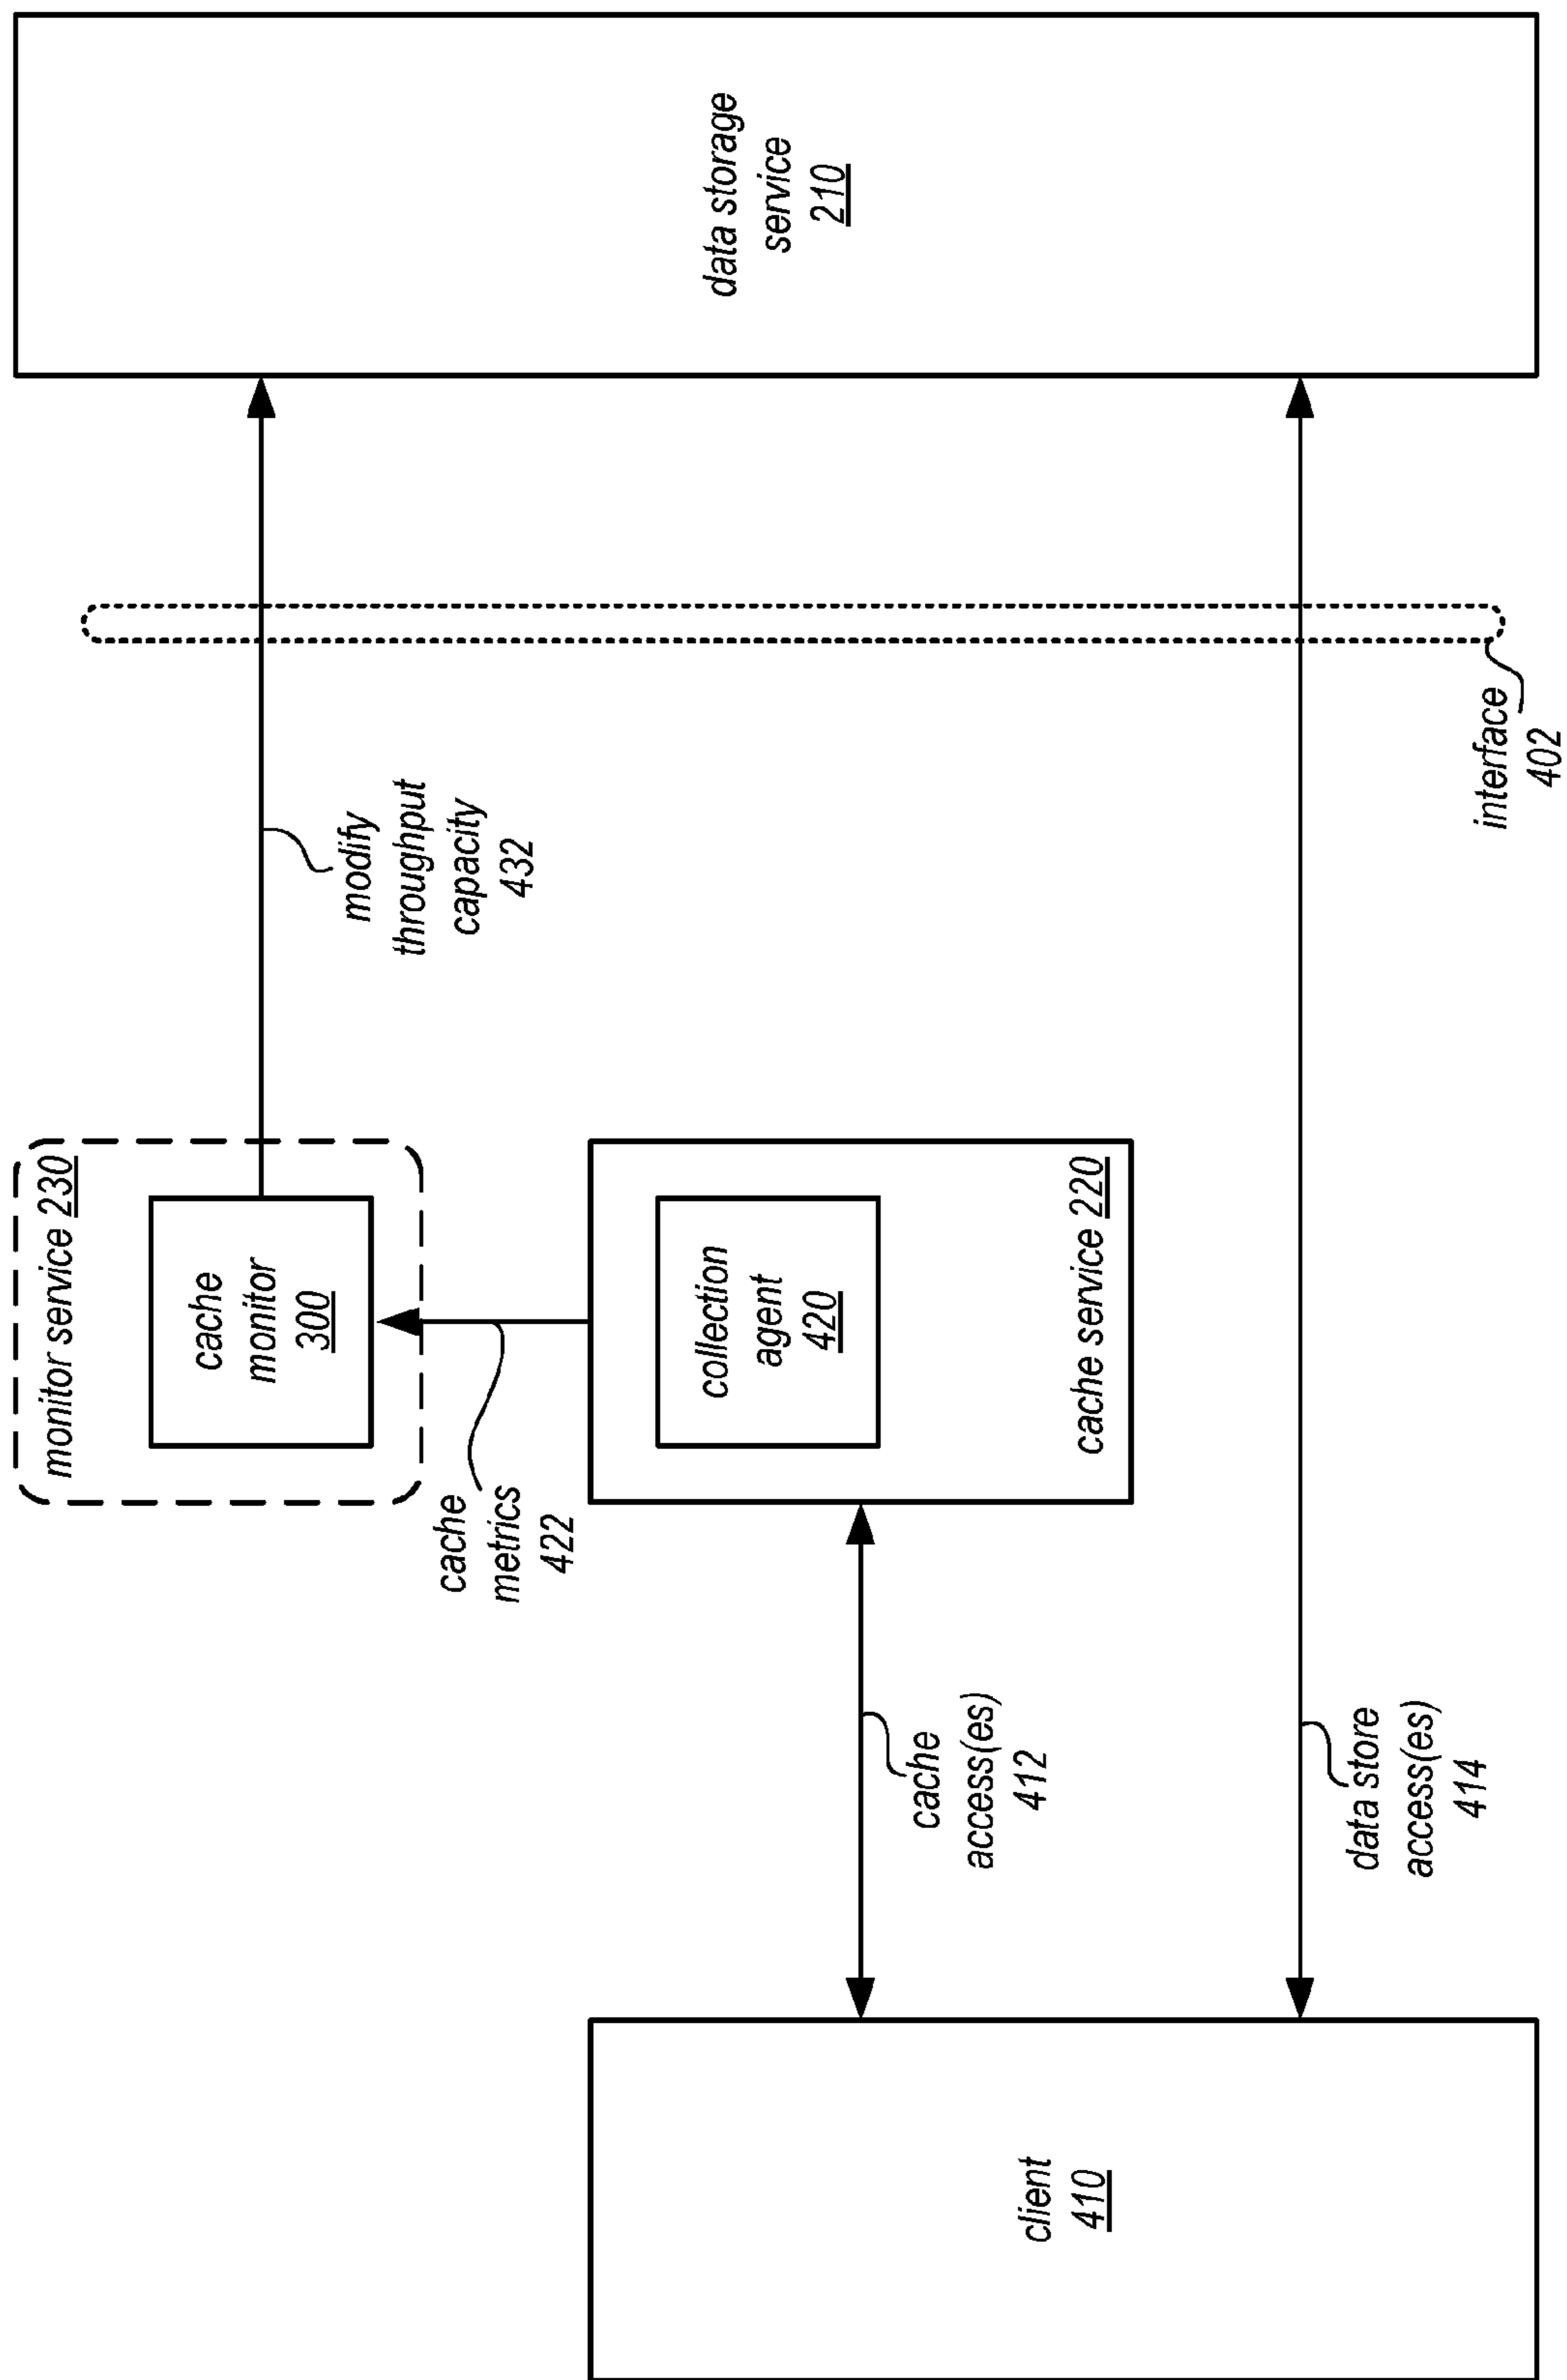 monitor service 230
cache
monitor
300
modify
throughput
capacity
432
data storage
service
210
cache
metrics
422
collection
agent
420
cache service 220
client
410
cache
access(es)
412
data store
access(es)
414
interface
402